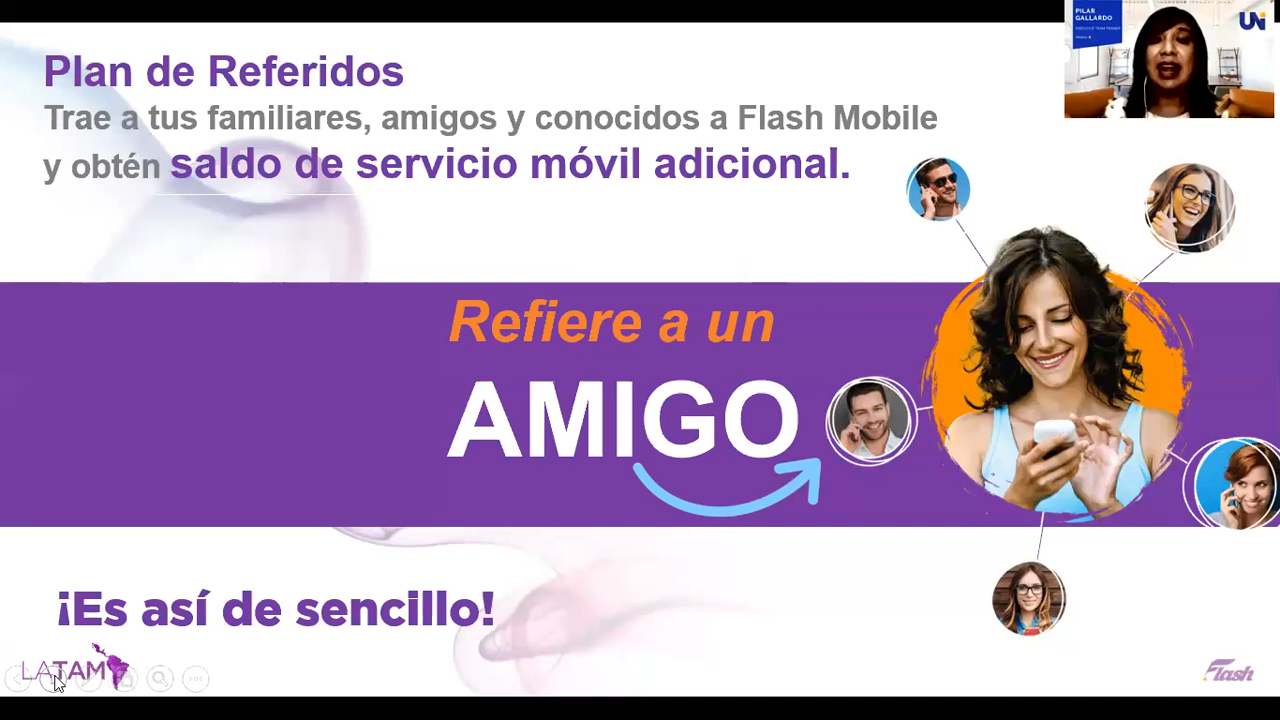 Plan de Referidos
Trae a tus familiares, amigos y conocidos a Flash Mobile
y obtén saldo de servicio móvil adicional.
PILAR
GALLARDO
UNi
Refiere a un
AMIGO
¡Es así de sencillo!
LATAM
Flash